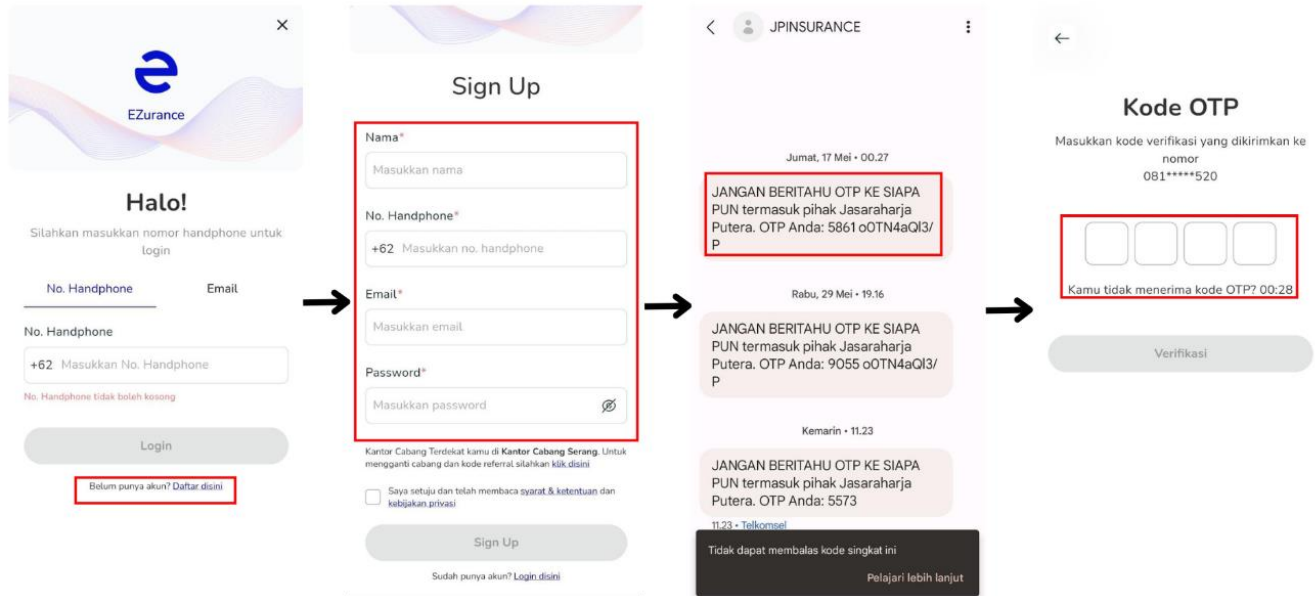 EZurance
Halo!
Silahkan masukkan nomor handphone untuk
login
No. Handphone
Email
No. Handphone
+62 Masukkan No. Handphone
No. Handphone tidak boleh kosong
Login
Belum punya akun? Daftar disini
Sign Up
Nama*
Masukkan nama
No. Handphone*
+62 Masukkan no. handphone
Email*
Masukkan email
Password*
Masukkan password
Kantor Cabang Terdekat kamu di Kantor Cabang Serang. Untuk
mengganti cabang dan kode referral silahkan klik disini
Saya setuju dan telah membaca syarat & ketentuan dan
kebijakan privasi
Sign Up
Sudah punya akun? Login disini
JPINSURANCE
Jumat, 17 Mei • 00.27
JANGAN BERITAHU OTP KE SIAPA
PUN termasuk pihak Jasaraharja
Putera. OTP Anda: 5861 oOTN4aQl3/
P
Rabu, 29 Mei • 19.16
JANGAN BERITAHU OTP KE SIAPA
PUN termasuk pihak Jasaraharja
Putera. OTP Anda: 9055 oOTN4aQl3/
P
Kemarin • 11.23
JANGAN BERITAHU OTP KE SIAPA
PUN termasuk pihak Jasaraharja
Putera. OTP Anda: 5573
11.23 • Telkomsel
Tidak dapat membalas kode singkat ini
Pelajari lebih lanjut
Kode OTP
Masukkan kode verifikasi yang dikirimkan ke
nomor
081*****520
Kamu tidak menerima kode OTP? 00:28
Verifikasi